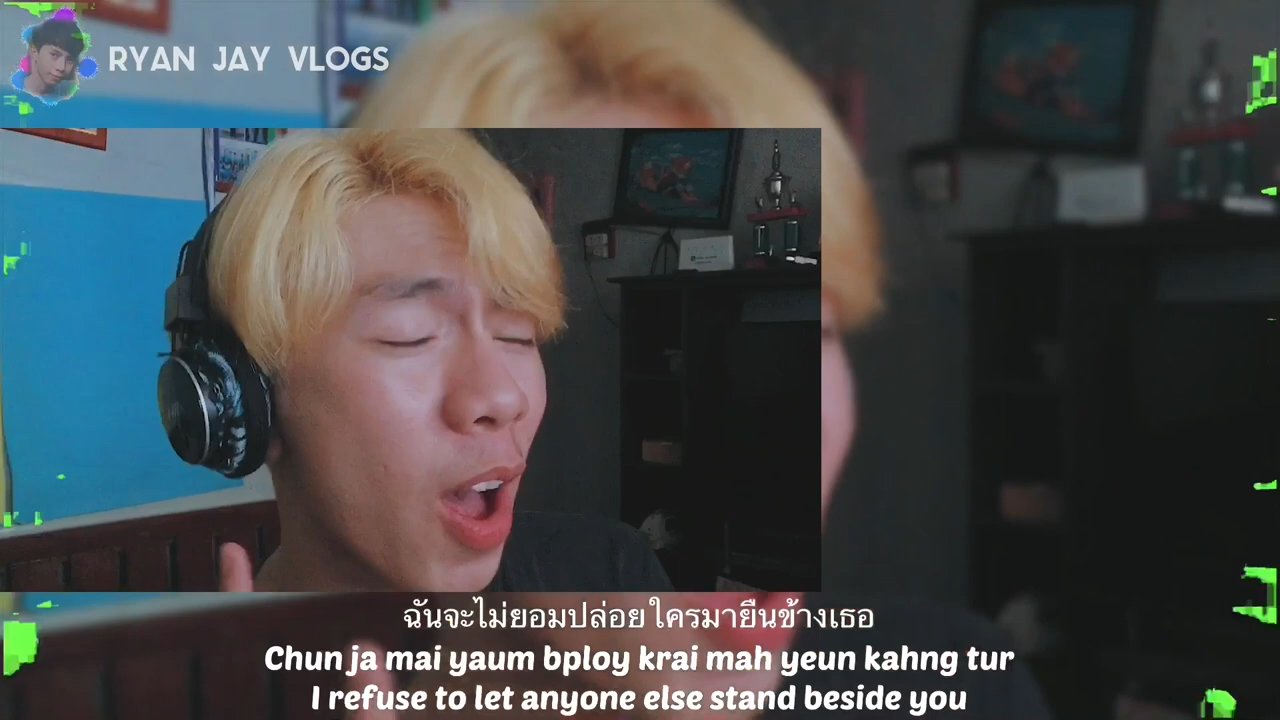 RYAN JAY VLOGS
ฉันจะไม่ยอมปล่อยใครมายืนข้างเธอ
Chun ja mai yaum bploy krai mah yeun kahng tur
I refuse to let anyone else stand beside you